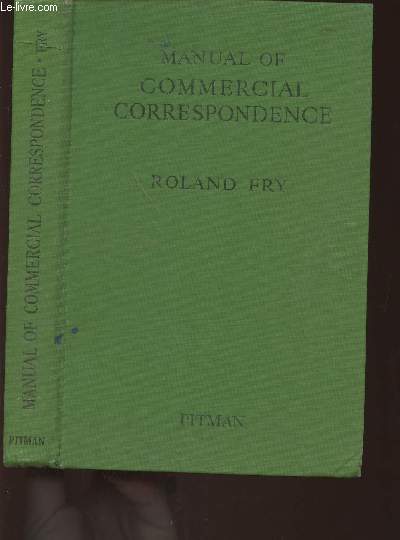 Le-livre.com
MANUAL OF COMMERCIAL CORRESPONDENCE • FRY
PITMAN
MANUAL OF
COMMERCIAL
CORRESPONDENCE
ROLAND FRY
PITMAN